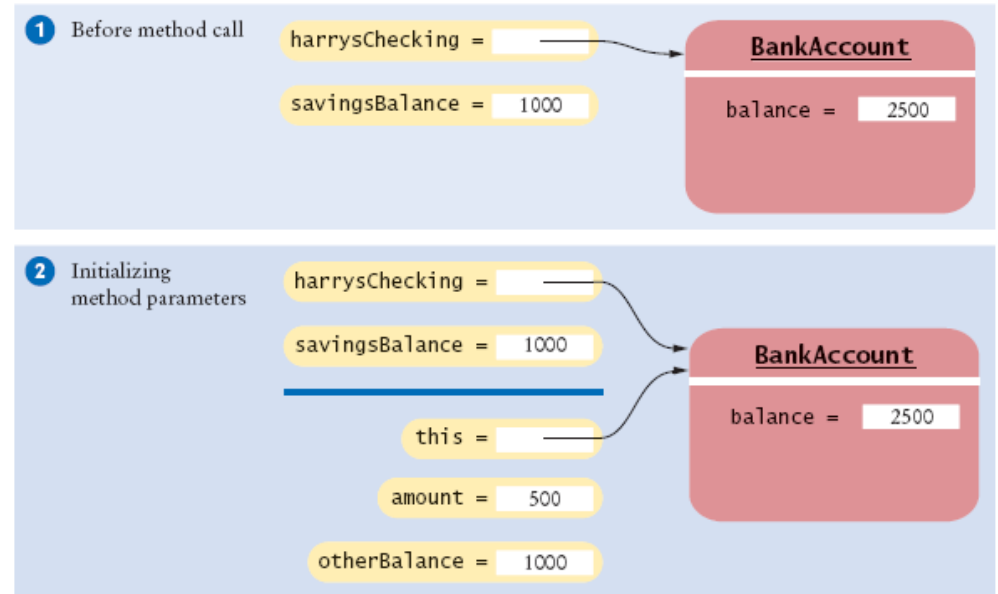 1 Before method call
harrysChecking =
BankAccount
savingsBalance = 1000
balance = 2500
2 Initializing
method parameters
harrysChecking =
savingsBalance = 1000
BankAccount
this =
balance = 2500
amount = 500
otherBalance = 1000